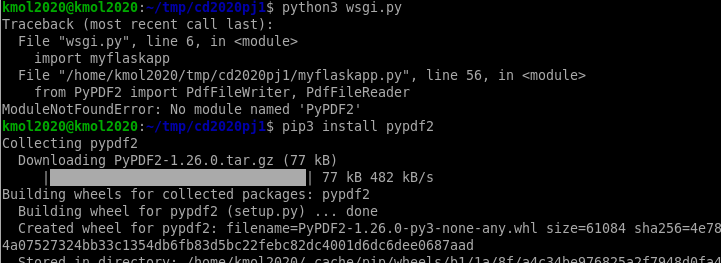 kmol2020@kmol2020:~/tmp/cd2020pj1$ python3 wsgi.py
Traceback (most recent call last):
  File "wsgi.py", line 6, in <module>
    import myflaskapp
  File "/home/kmol2020/tmp/cd2020pj1/myflaskapp.py", line 56, in <module>
    from PyPDF2 import PdfFileWriter, PdfFileReader
ModuleNotFoundError: No module named 'PyPDF2'
kmol2020@kmol2020:~/tmp/cd2020pj1$ pip3 install pypdf2
Collecting pypdf2
  Downloading PyPDF2-1.26.0.tar.gz (77 kB)
     |████████████████████████████████| 77 kB 482 kB/s
Building wheels for collected packages: pypdf2
  Building wheel for pypdf2 (setup.py) ... done
  Created wheel for pypdf2: filename=PyPDF2-1.26.0-py3-none-any.whl size=61084 sha256=4e78
4a07527324bb33c1354db6fb83d5bc22febc82dc4001d6dc6dee0687aad
  Stored in directory: /home/kmol2020/.cache/pip/wheels/b1/1a/8f/a4c34be976825a2f7948d0fa4